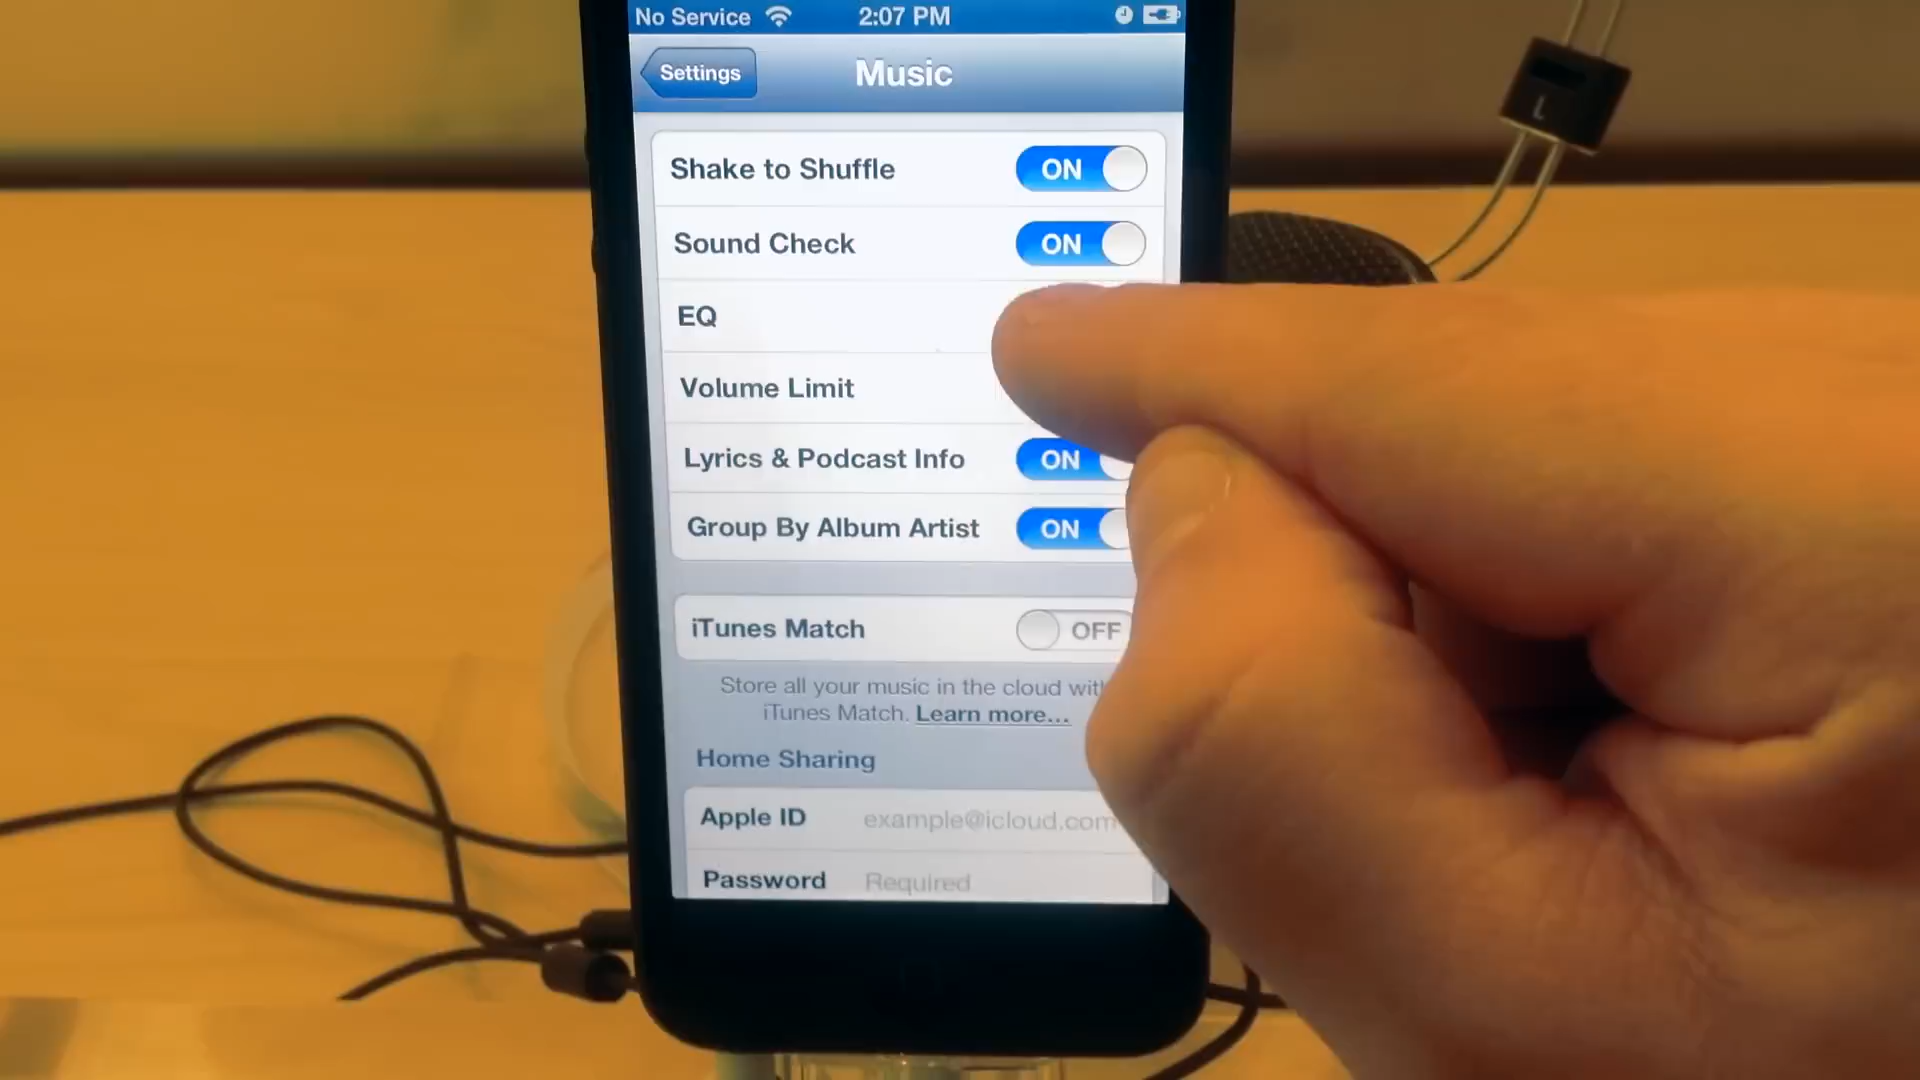 No Service 2:07 PM
Settings Music
Shake to Shuffle ON
Sound Check ON
EQ
Volume Limit
Lyrics & Podcast Info ON
Group By Album Artist ON
iTunes Match OFF
Store all your music in the cloud with
iTunes Match. Learn more...
Home Sharing
Apple ID example@icloud.com
Password Required
L